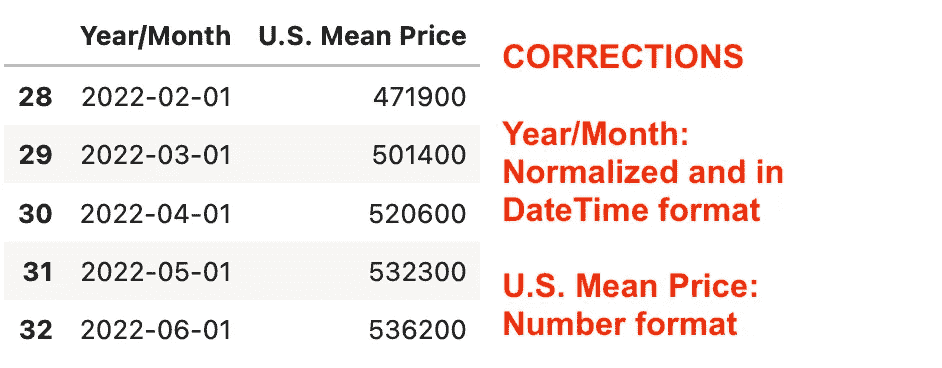 Year/Month U.S. Mean Price
28 2022-02-01 471900
29 2022-03-01 501400
30 2022-04-01 520600
31 2022-05-01 532300
32 2022-06-01 536200
CORRECTIONS
Year/Month:
Normalized and in
DateTime format
U.S. Mean Price:
Number format